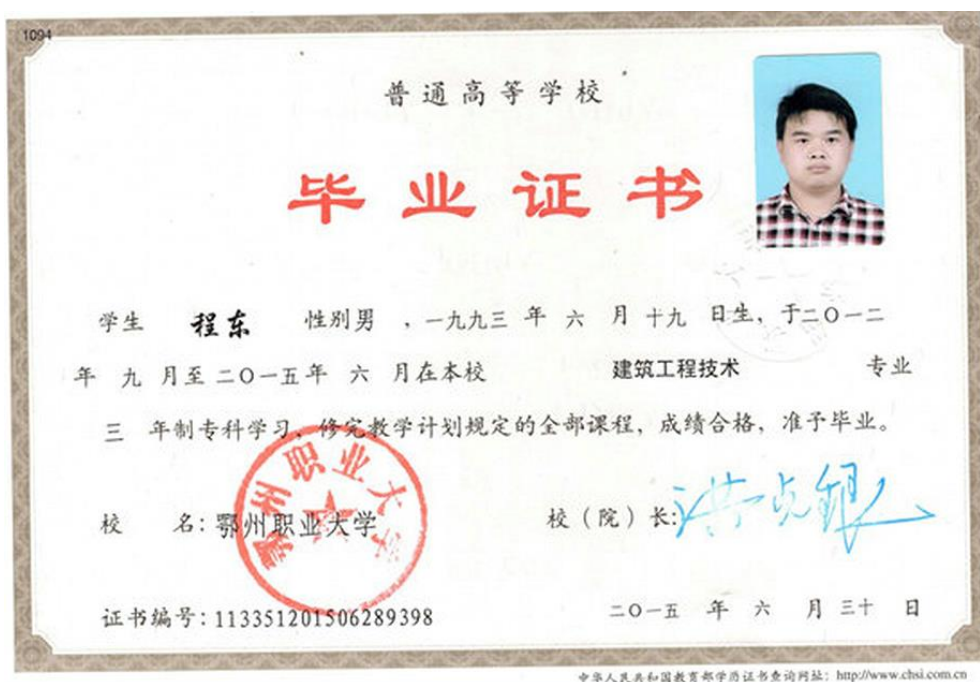 1094
普通高等学校
毕业证书
学生 程东 性别男 ,一九九三 年 六 月 十九 日生, 于二〇一二
年 九 月至二〇一五年 六 月在本校 建筑工程技术 专业
三 年制专科学习, 修完教学计划规定的全部课程, 成绩合格, 准予毕业。
鄂州职业大学
校 名: 鄂州职业大学 校(院)长: 洪贞银
证书编号: 113351201506289398 二〇一五 年 六 月 三十 日
中华人民共和国教育部学历证书查询网址: http://www.chsi.com.cn